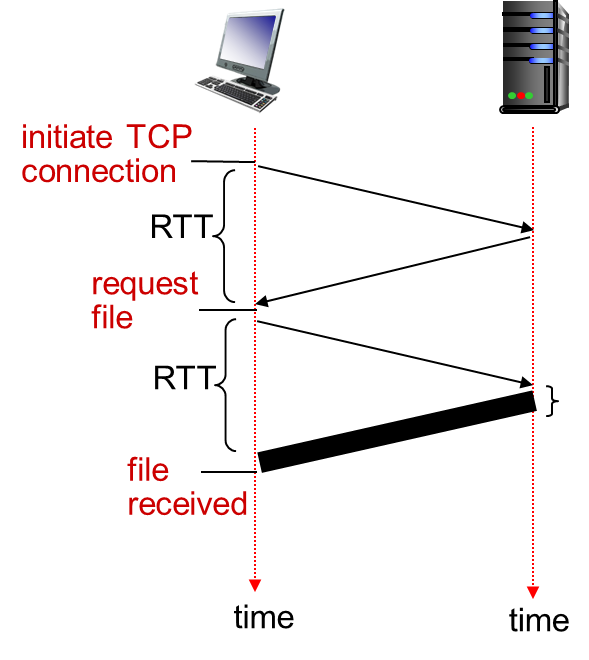 initiate TCP
connection
RTT
request
file
RTT
file
received
time
time